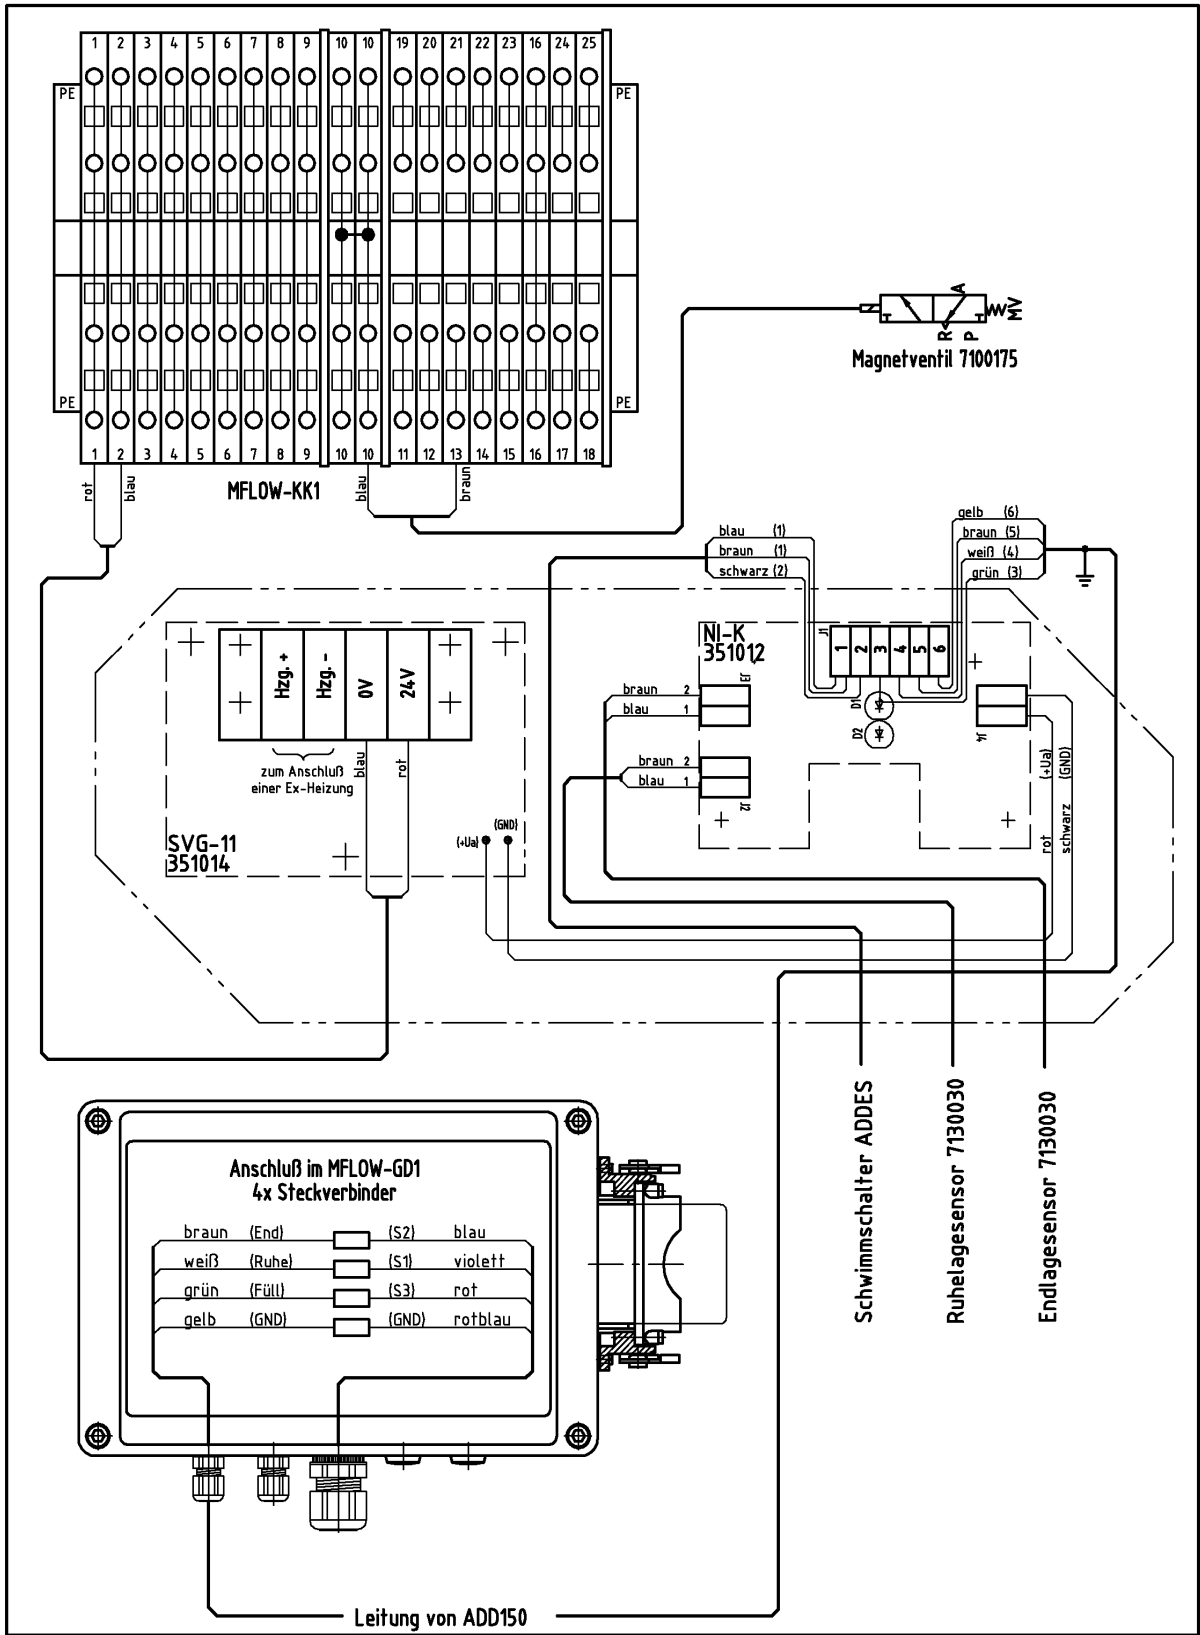 1 2 3 4 5 6 7 8 9 10 10 19 20 21 22 23 16 24 25
PE PE
PE PE
1 2 3 4 5 6 7 8 9 10 10 11 12 13 14 15 16 17 18
rot
blau
MFLOW-KK1
blau
braun
A
MV
R
P
Magnetventil 7100175
blau (1)
braun (1)
schwarz (2)
gelb (6)
braun (5)
weiß (4)
grün (3)
Hzg. +
Hzg. -
0V
24V
zum Anschluß
einer Ex-Heizung
blau
rot
SVG-11
351014
(+Ua)
(GND)
NI-K
351012
J1
1 2 3 4 5 6
D1
D2
J3
braun 2
blau 1
braun 2
blau 1
J2
J4
(+Ua)
(GND)
rot
schwarz
Schwimmschalter ADDES
Ruhelagesensor 7130030
Endlagesensor 7130030
Anschluß im MFLOW-GD1
4x Steckverbinder
braun (End) (S2) blau
weiß (Ruhe) (S1) violett
grün (Füll) (S3) rot
gelb (GND) (GND) rotblau
Leitung von ADD150